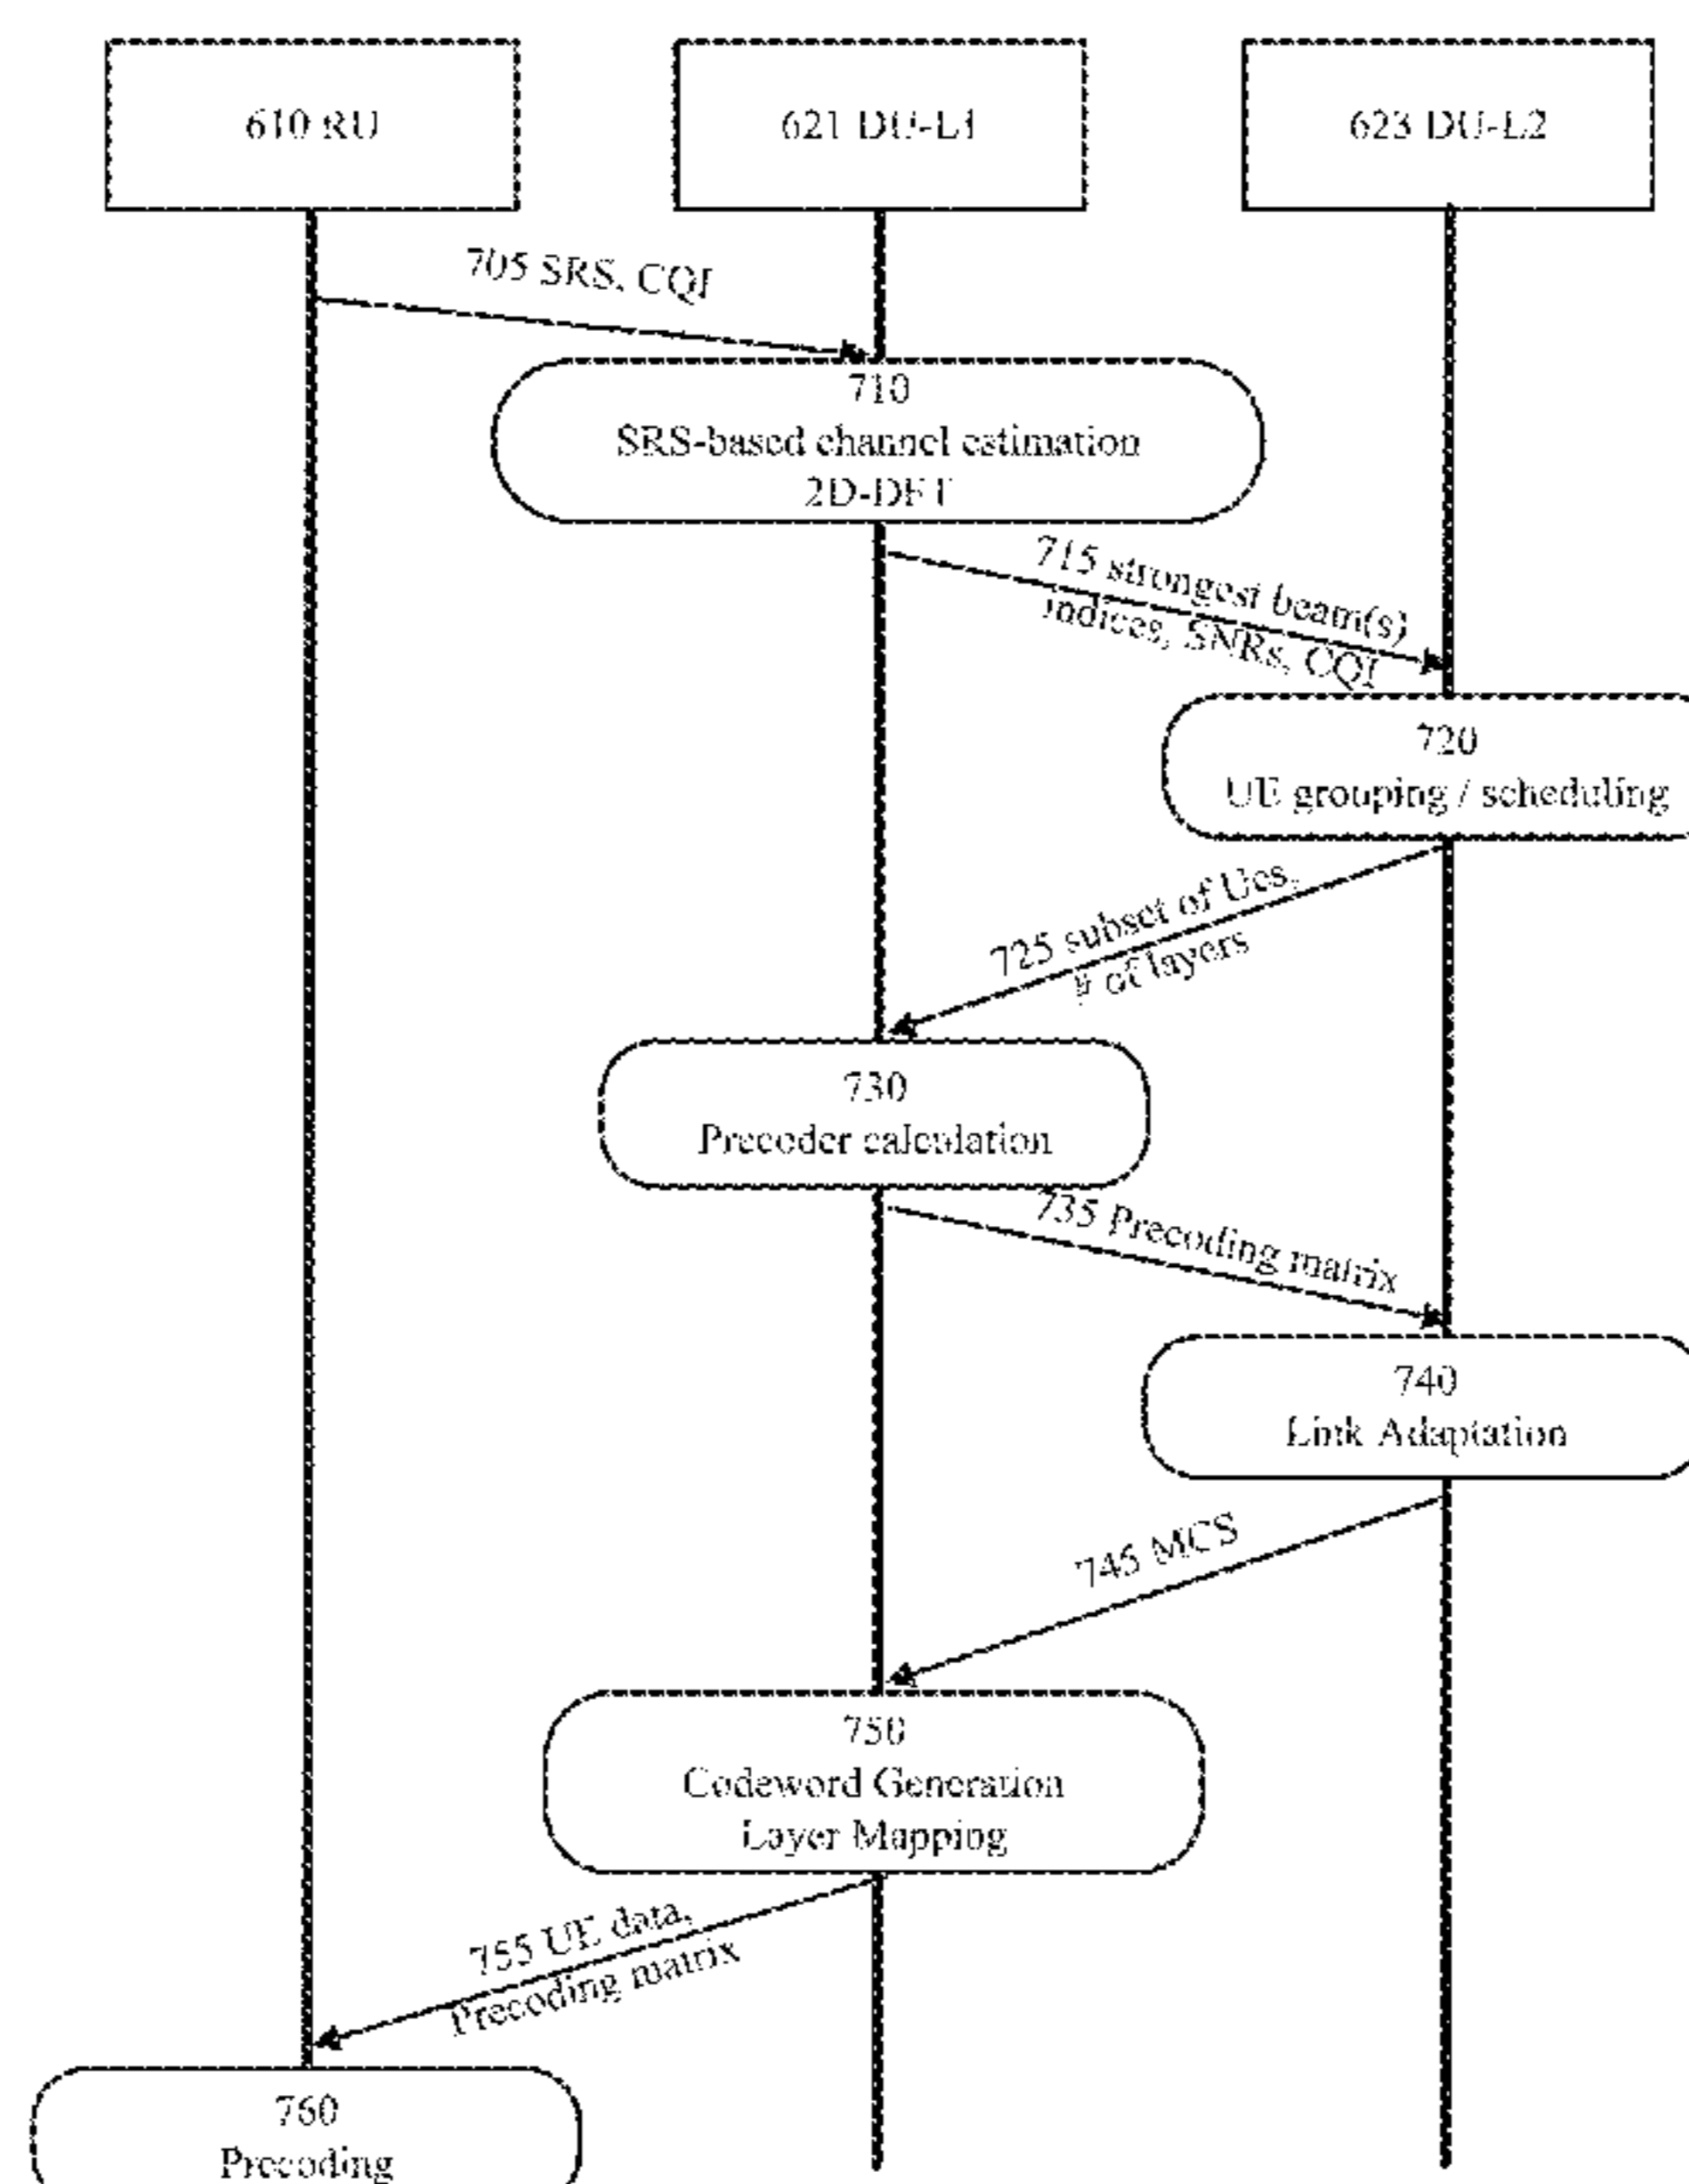 610 RU
621 DU-L1
623 DU-L2
705 SRS, CQI
710
SRS-based channel estimation
2D-DFT
715 strongest beam(s)
indices, SNRs, CQI
720
UE grouping / scheduling
725 subset of Ues,
# of layers
730
Precoder calculation
735 Precoding matrix
740
Link Adaptation
745 MCS
750
Codeword Generation
Layer Mapping
755 UE data,
Precoding matrix
760
Precoding